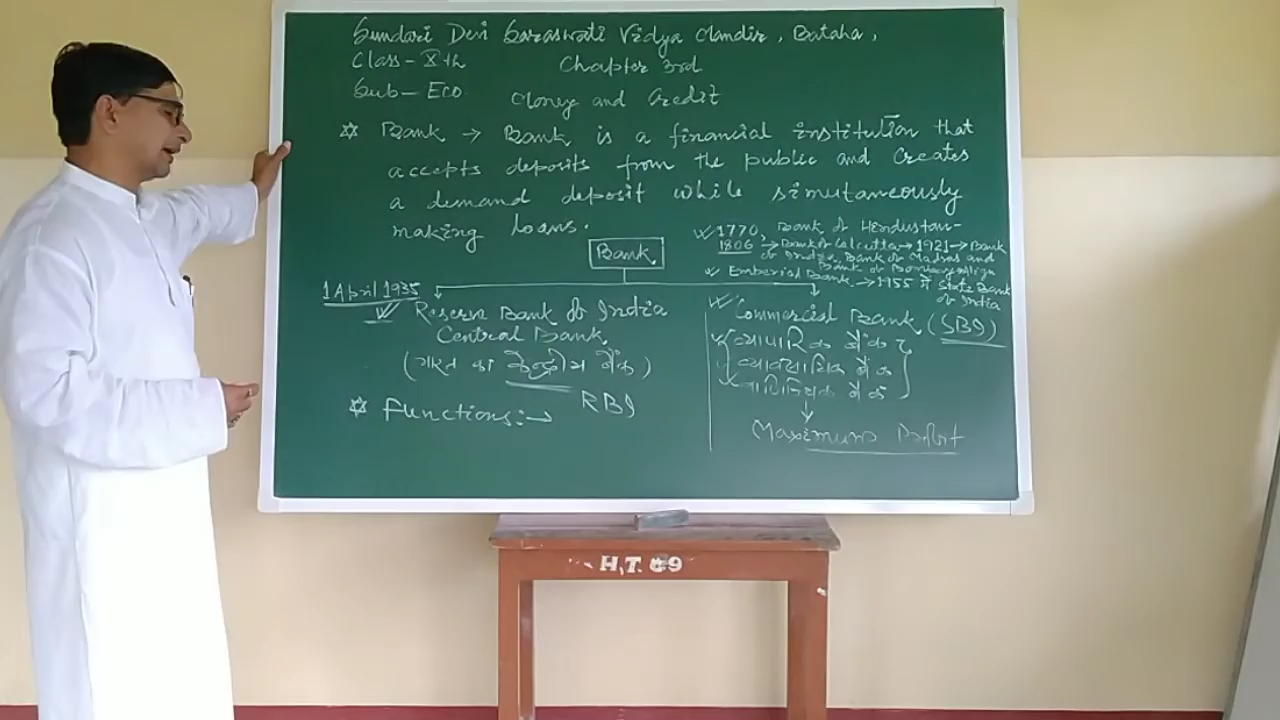 Sundari Devi Saraswati Vidya Mandir, Bataha,
Class - Xth
Chapter 3rd
Sub - Eco
Money and Credit
☆ Bank → Bank is a financial institution that
accepts deposits from the public and creates
a demand deposit while simutaneously
making loans.
Bank.
1770, Bank of Hindustan-
1806 → Bank of Calcutta → 1921 → Bank
of India, Bank of Madras and
Bank of Bombay
Emberial Bank. → 1955 में State Bank
of India
1 April 1935
Reserve Bank of India
Central Bank
(भारत का केन्द्रीय बैंक)
RBI
☆ Functions: →
Commercial Bank (SBI)
व्यापारिक बैंक
व्यावसायिक बैंक
वाणिज्यिक बैंक
Maximum Profit
H.T. 09